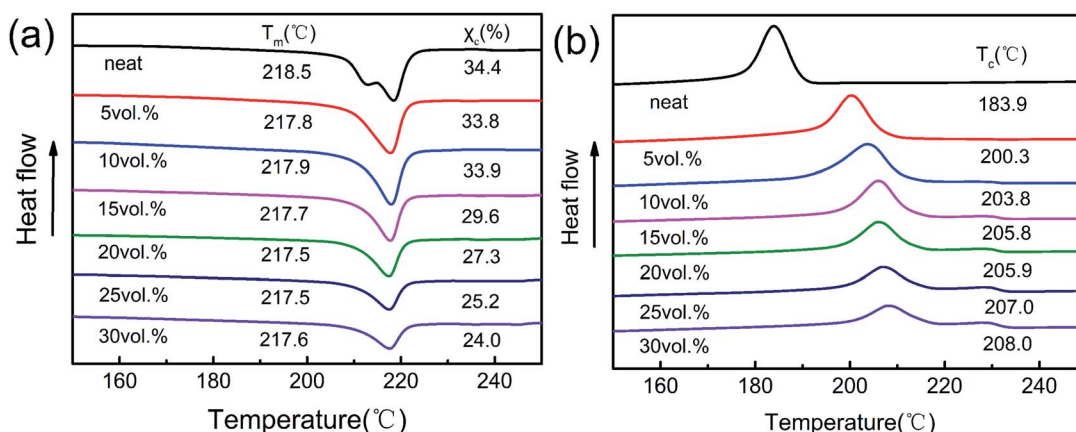 (a)
T_m(℃) χ_c(%)
neat 218.5 34.4
5vol.% 217.8 33.8
10vol.% 217.9 33.9
15vol.% 217.7 29.6
20vol.% 217.5 27.3
25vol.% 217.5 25.2
30vol.% 217.6 24.0
Heat flow
160 180 200 220 240
Temperature(℃)
(b)
T_c(℃)
neat 183.9
5vol.% 200.3
10vol.% 203.8
15vol.% 205.8
20vol.% 205.9
25vol.% 207.0
30vol.% 208.0
Heat flow
160 180 200 220 240
Temperature(℃)